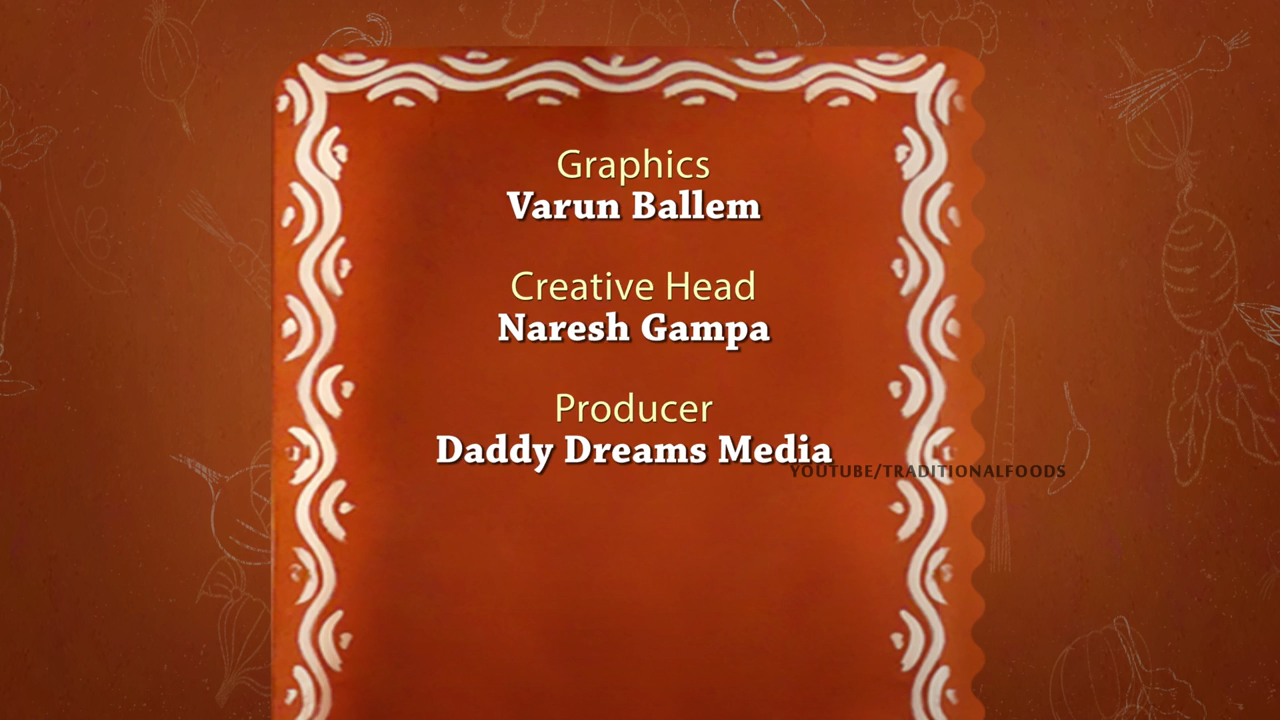 Graphics
Varun Ballem
Creative Head
Naresh Gampa
Producer
Daddy Dreams Media
YOUTUBE/TRADITIONALFOODS